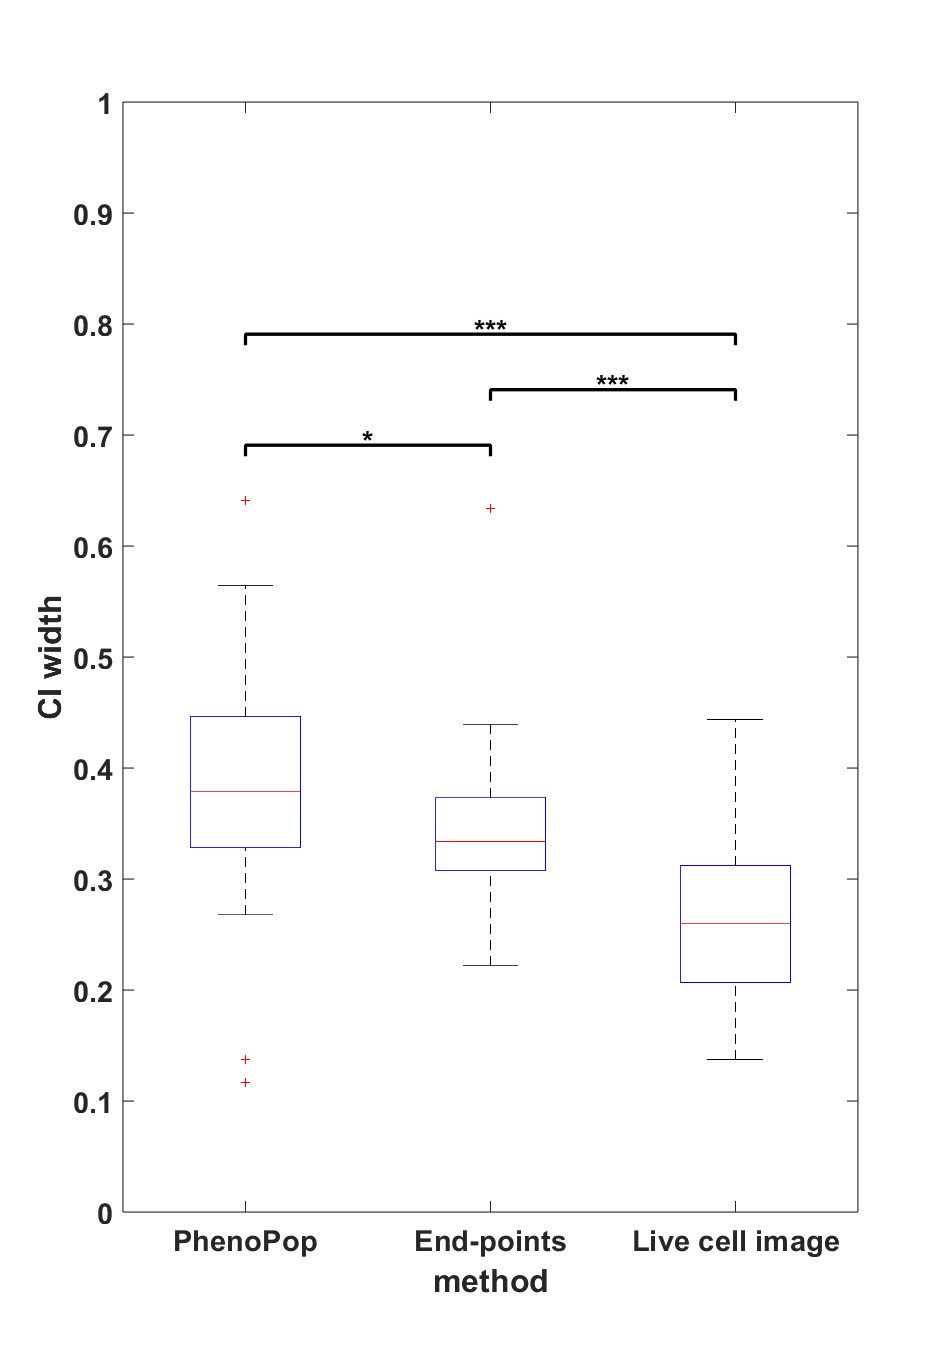 1
0.9
0.8
0.7
0.6
0.5
0.4
0.3
0.2
0.1
0
CI width
***
***
*
PhenoPop
End-points
Live cell image
method